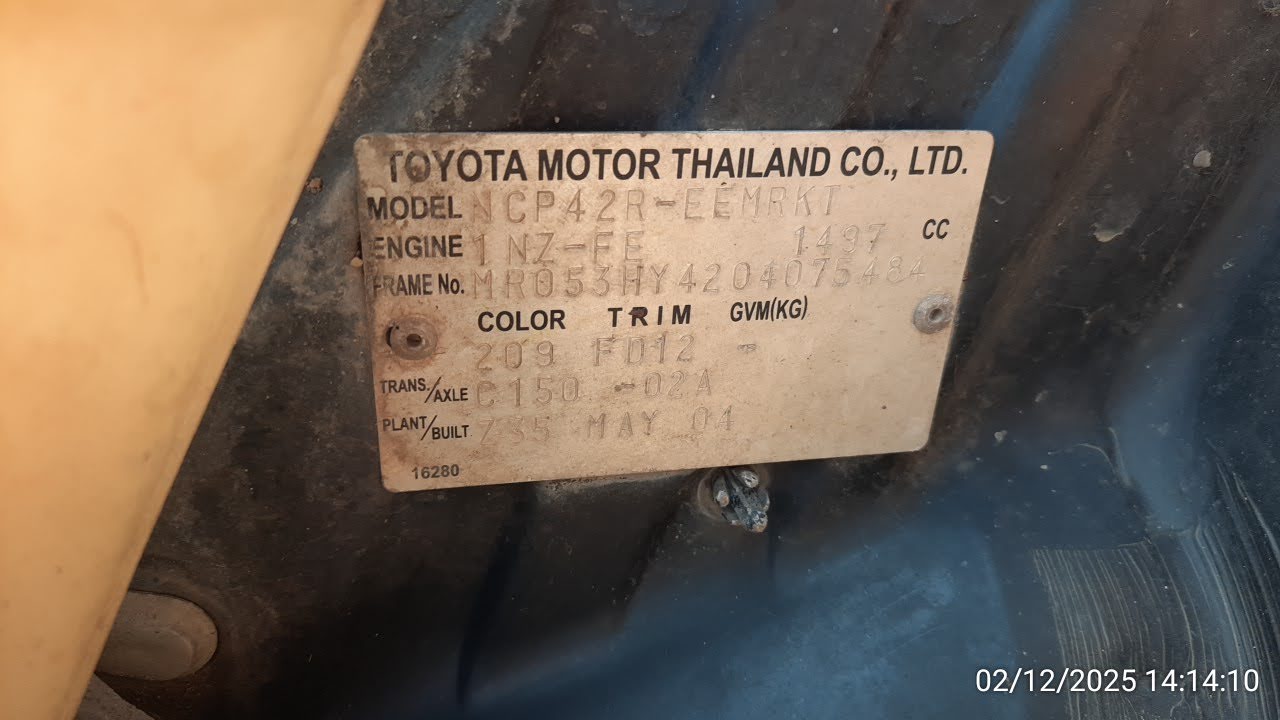 TOYOTA MOTOR THAILAND CO., LTD.
MODEL NCP42R-EEMRKT
ENGINE 1NZ-FE 1497 CC
FRAME No. MR053HY4204075484
COLOR TRIM GVM(KG)
209 FD12 -
TRANS./AXLE C150 -02A
PLANT/BUILT Z35 MAY 04
16280
02/12/2025 14:14:10